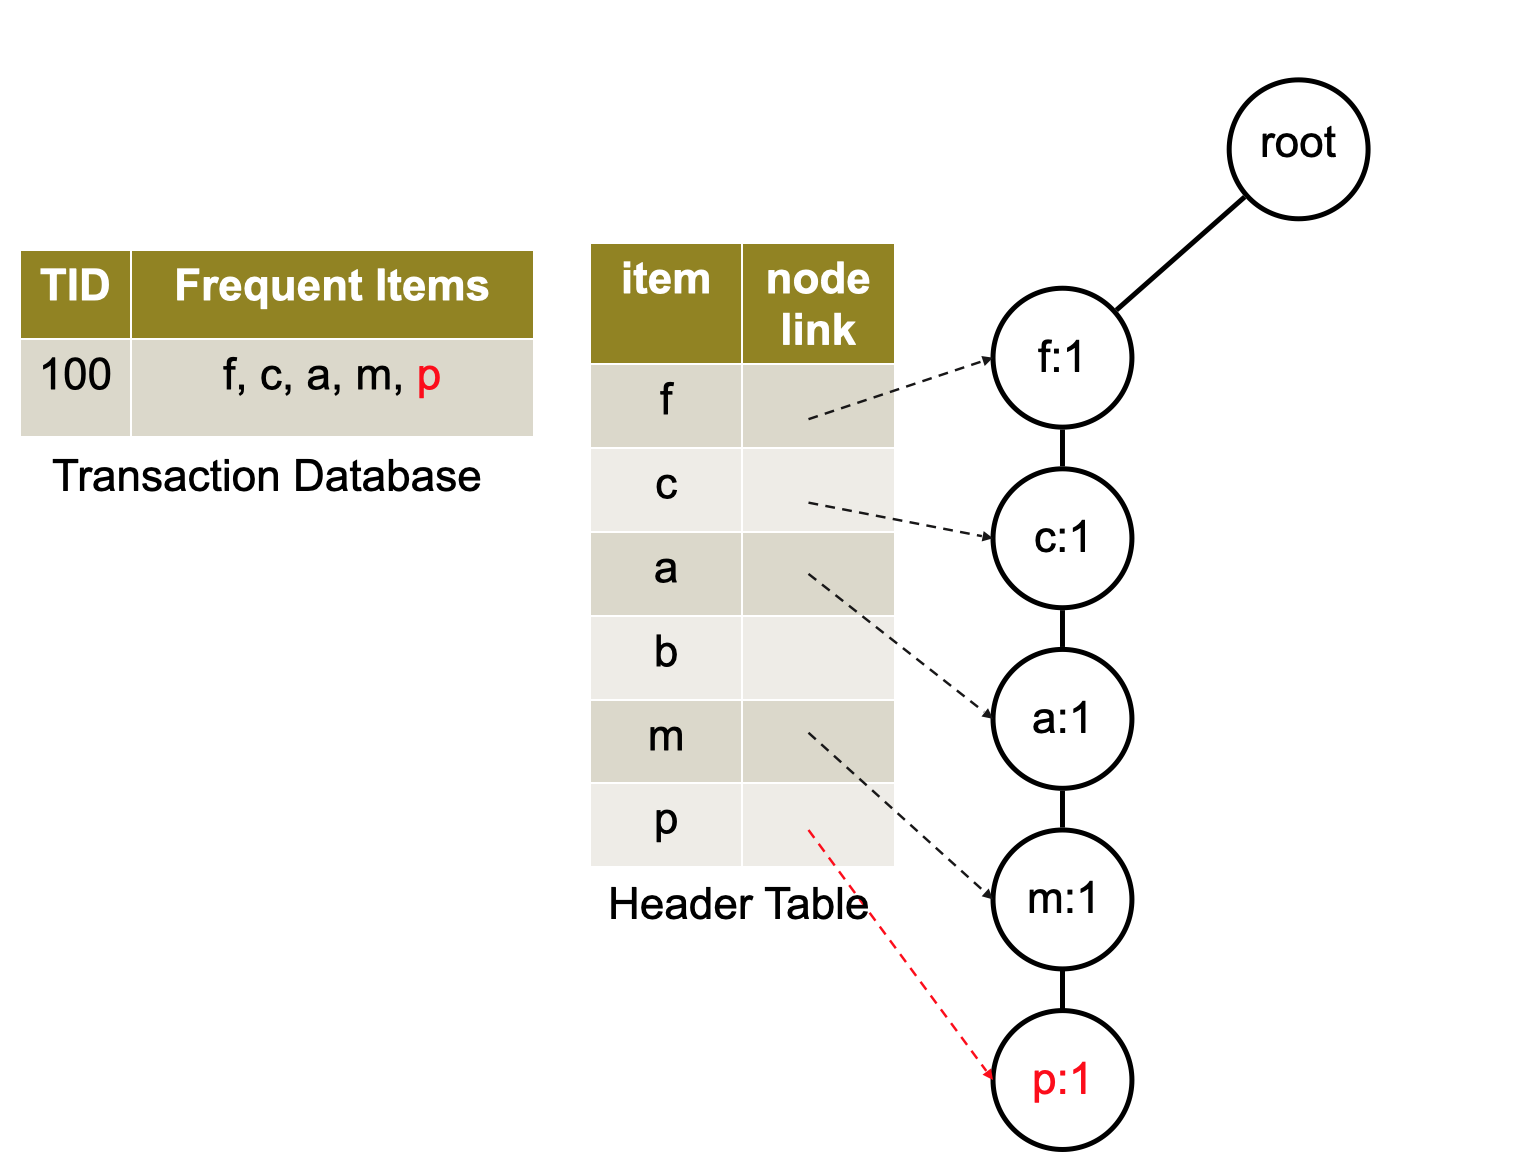 TID Frequent Items
100 f, c, a, m, p
Transaction Database
item node
link
f
c
a
b
m
p
Header Table
root
f:1
c:1
a:1
m:1
p:1